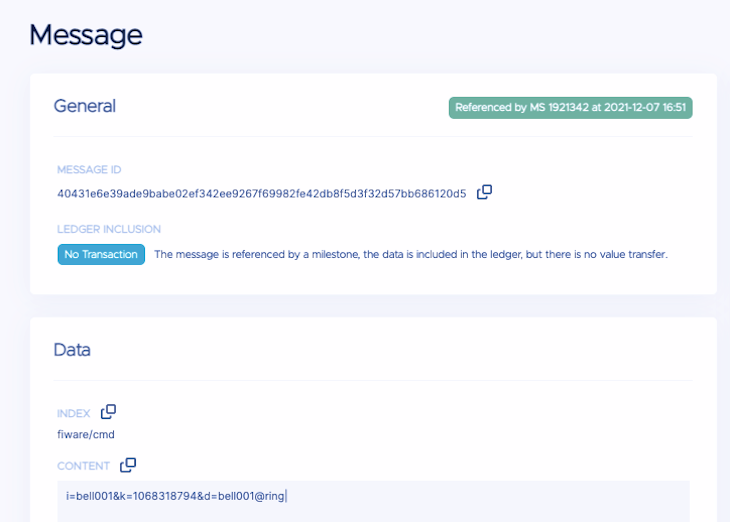 Message
General
Referenced by MS 1921342 at 2021-12-07 16:51
MESSAGE ID
40431e6e39ade9babe02ef342ee9267f69982fe42db8f5d3f32d57bb686120d5
LEDGER INCLUSION
No Transaction The message is referenced by a milestone, the data is included in the ledger, but there is no value transfer.
Data
INDEX
fiware/cmd
CONTENT
i=bell001&k=1068318794&d=bell001@ring|